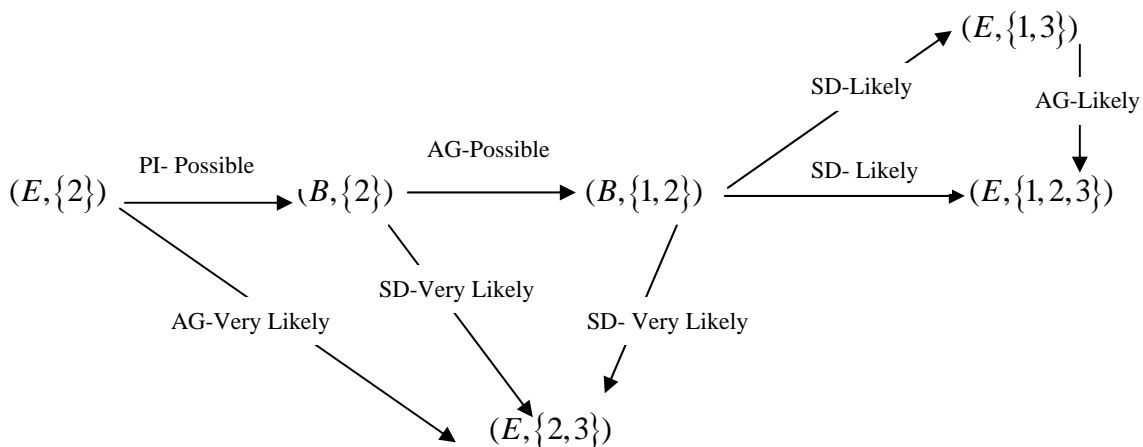 (E,{1,3})
SD-Likely
AG-Likely
PI- Possible
AG-Possible
SD- Likely
(E,{2})
(B,{2})
(B,{1,2})
(E,{1,2,3})
SD-Very Likely
AG-Very Likely
SD- Very Likely
(E,{2,3})